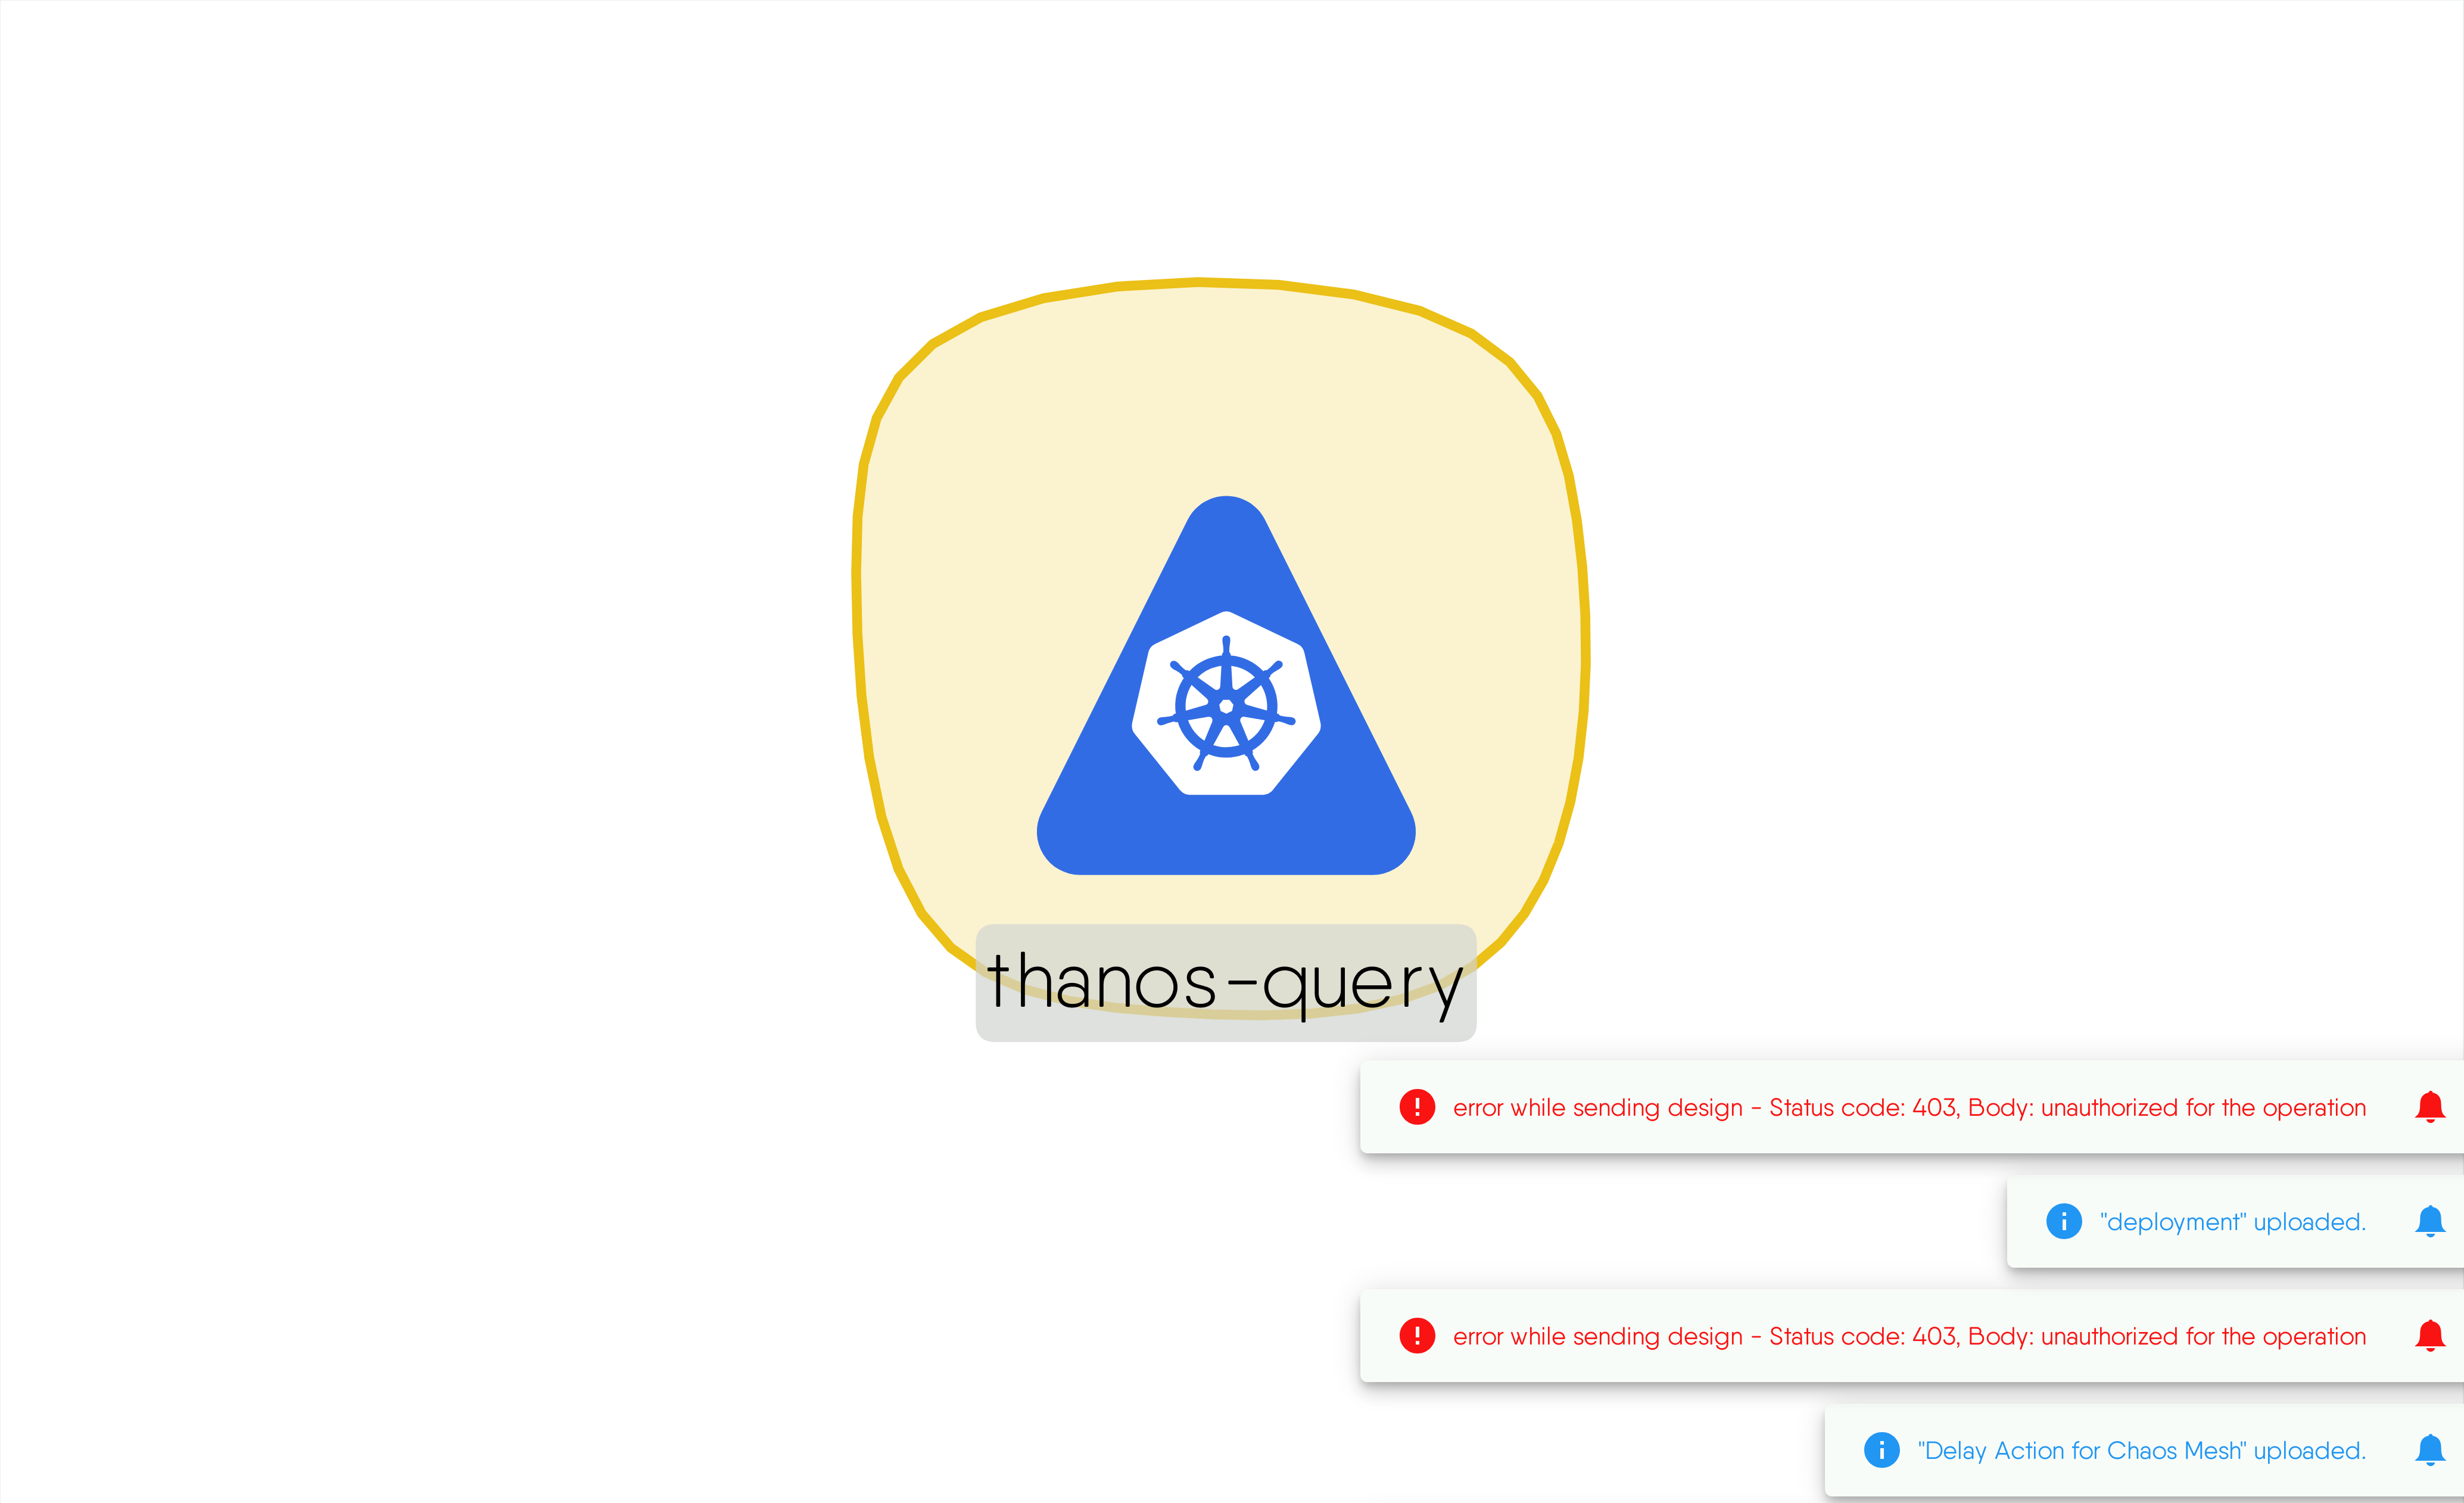 thanos-query
error while sending design - Status code: 403, Body: unauthorized for the operation
"deployment" uploaded.
error while sending design - Status code: 403, Body: unauthorized for the operation
"Delay Action for Chaos Mesh" uploaded.